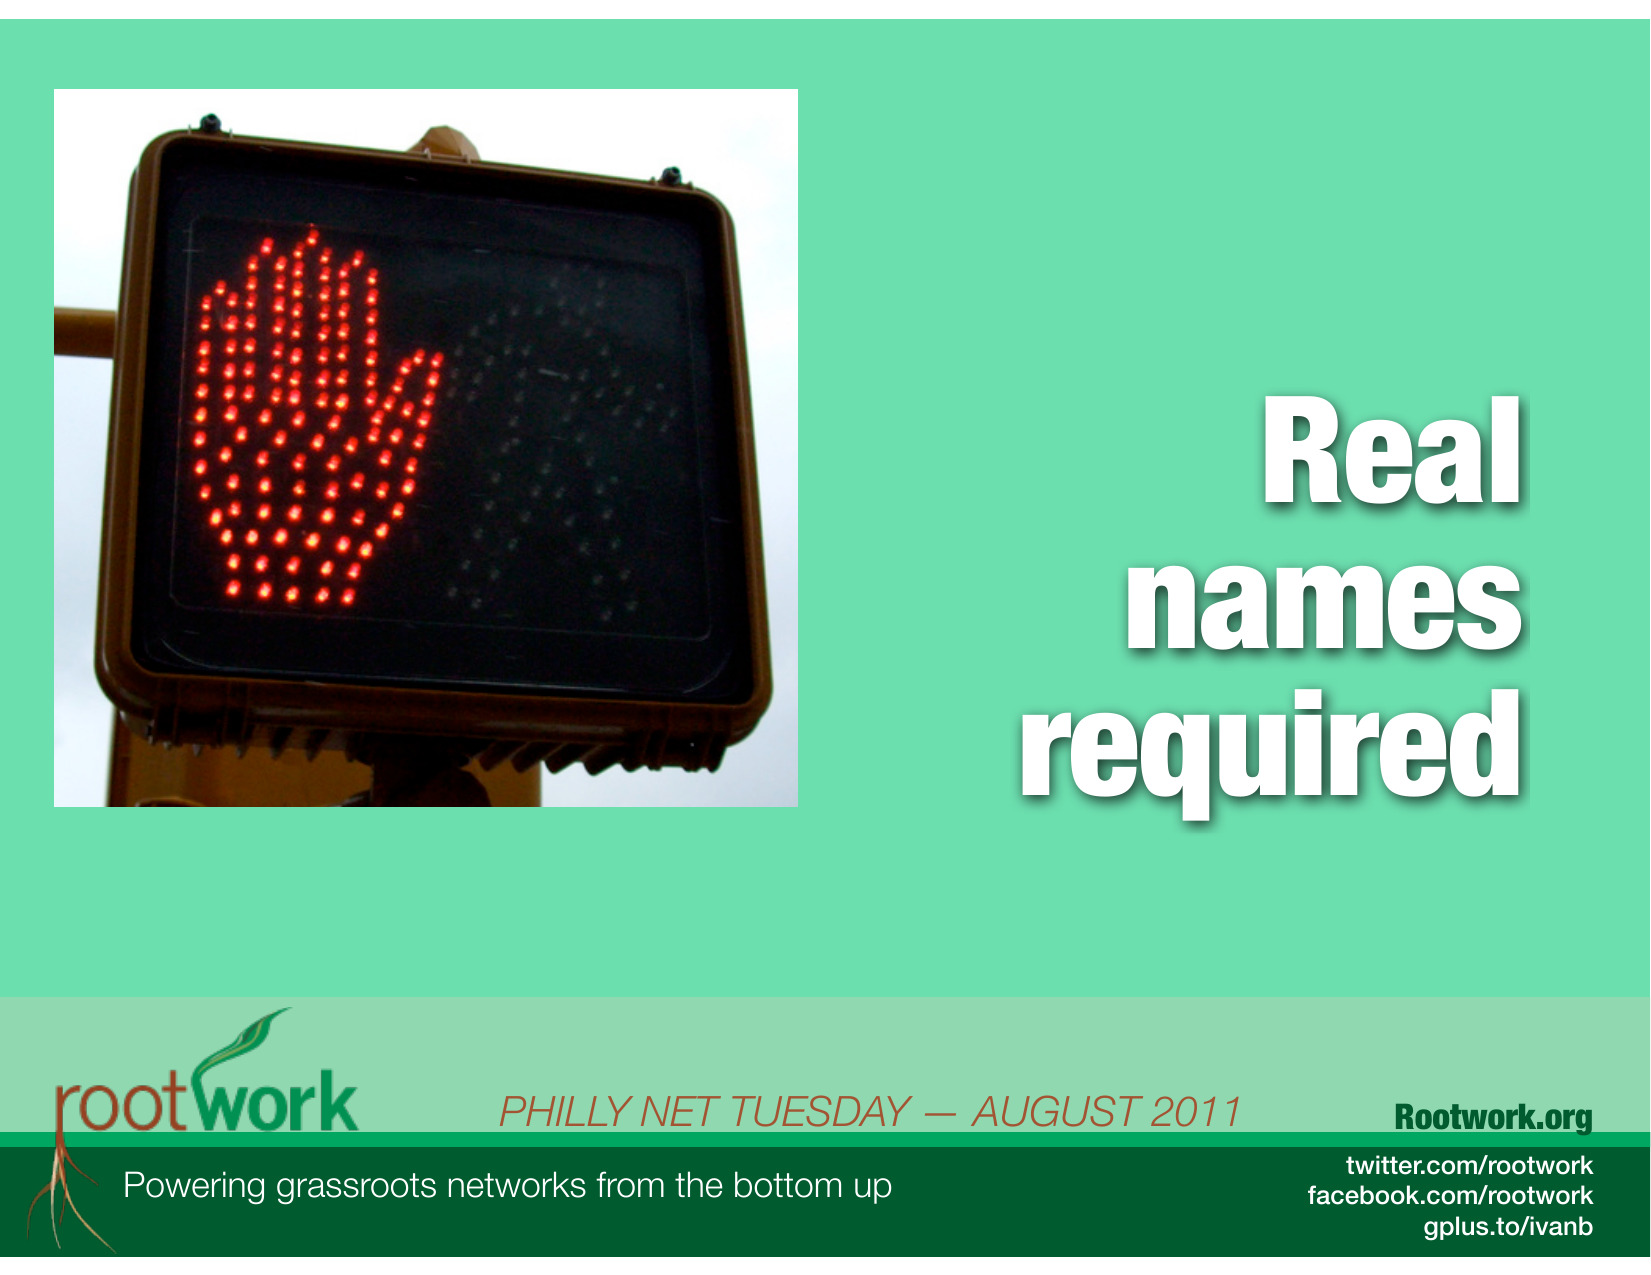 Real
names
required
rootwork
PHILLY NET TUESDAY — AUGUST 2011
Rootwork.org
Powering grassroots networks from the bottom up
twitter.com/rootwork
facebook.com/rootwork
gplus.to/ivanb